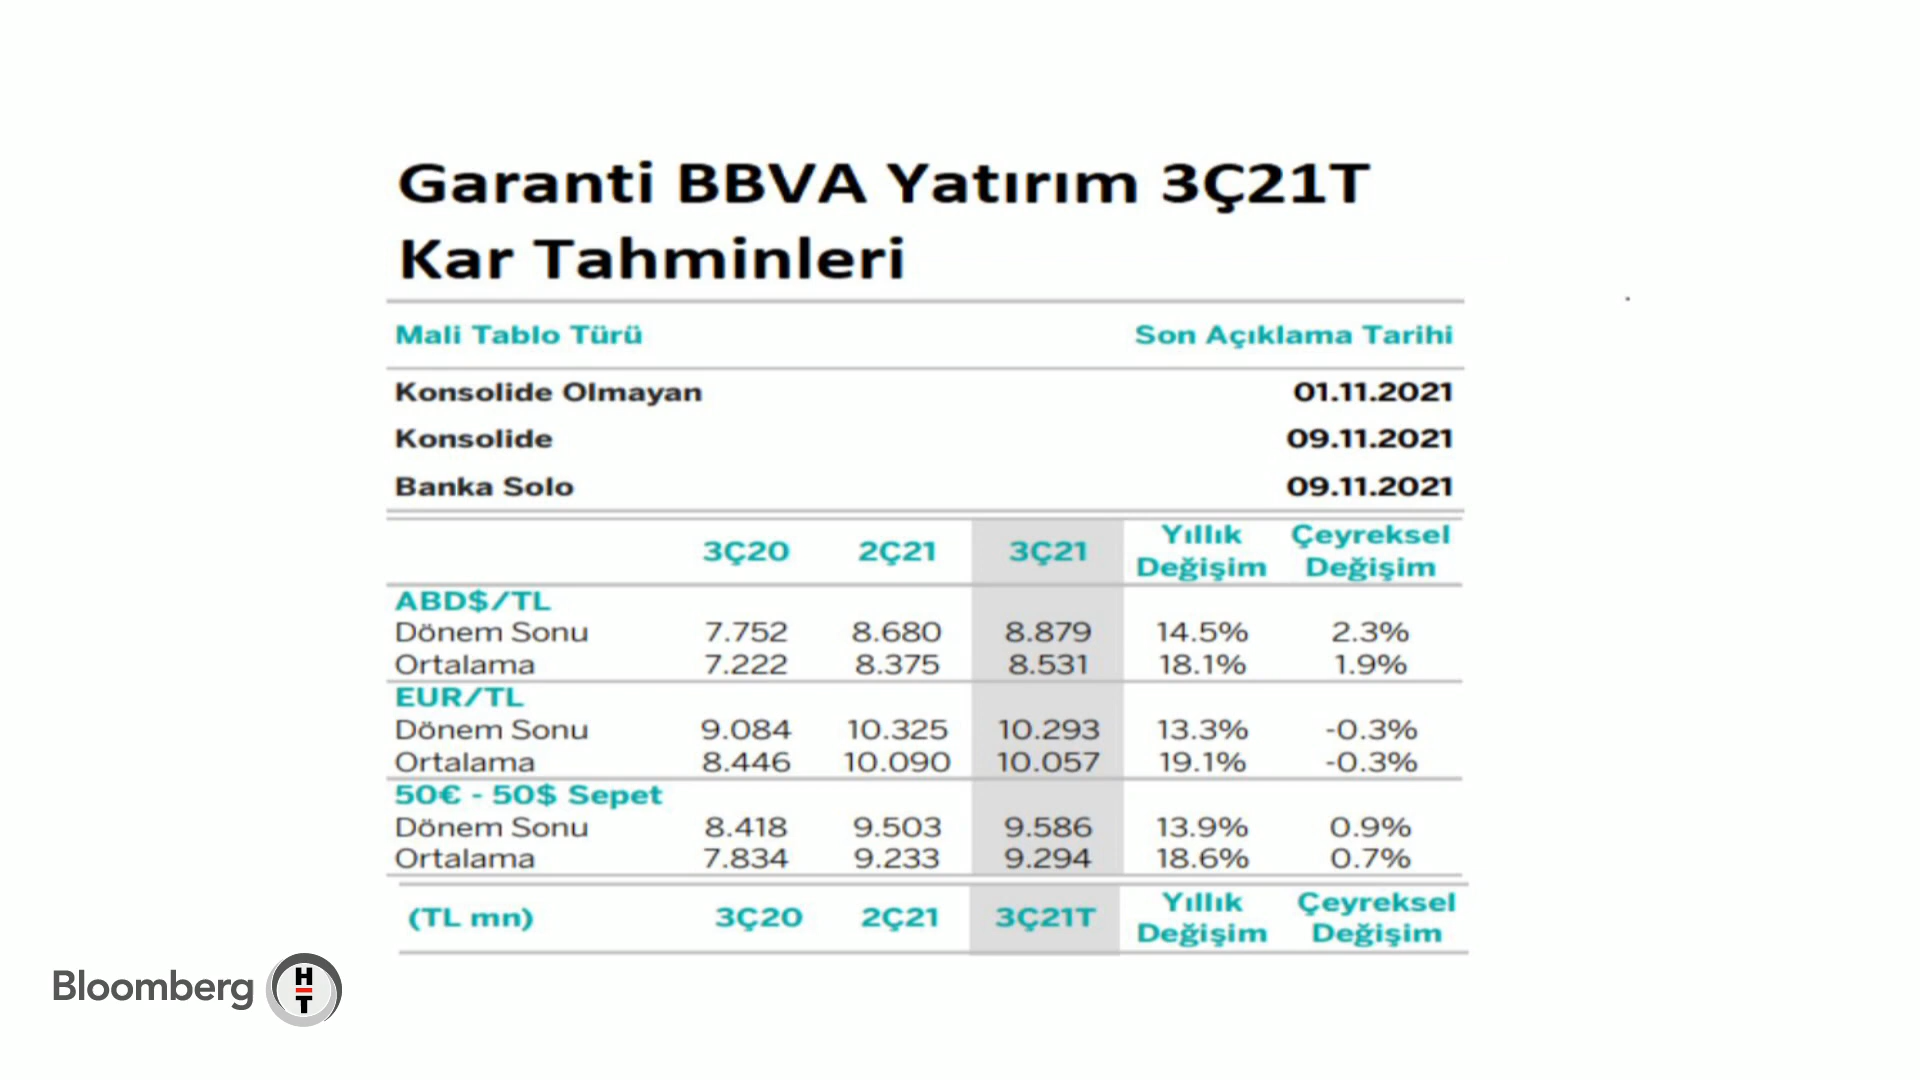 Garanti BBVA Yatırım 3Ç21T
Kar Tahminleri
Mali Tablo Türü Son Açıklama Tarihi
Konsolide Olmayan 01.11.2021
Konsolide 09.11.2021
Banka Solo 09.11.2021
3Ç20 2Ç21 3Ç21 Yıllık Değişim Çeyreksel Değişim
ABD$/TL
Dönem Sonu 7.752 8.680 8.879 14.5% 2.3%
Ortalama 7.222 8.375 8.531 18.1% 1.9%
EUR/TL
Dönem Sonu 9.084 10.325 10.293 13.3% -0.3%
Ortalama 8.446 10.090 10.057 19.1% -0.3%
50€ - 50$ Sepet
Dönem Sonu 8.418 9.503 9.586 13.9% 0.9%
Ortalama 7.834 9.233 9.294 18.6% 0.7%
(TL mn) 3Ç20 2Ç21 3Ç21T Yıllık Değişim Çeyreksel Değişim
Bloomberg HT